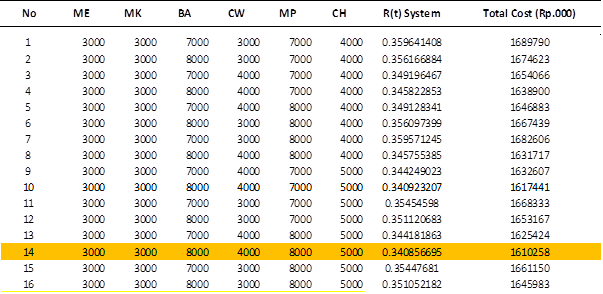 No ME MK BA CW MP CH R(t) System Total Cost (Rp.000)
1 3000 3000 7000 3000 7000 4000 0.359641408 1689790
2 3000 3000 8000 3000 7000 4000 0.356166884 1674623
3 3000 3000 7000 4000 7000 4000 0.349196467 1654066
4 3000 3000 8000 4000 7000 4000 0.345822853 1638900
5 3000 3000 7000 4000 8000 4000 0.349128341 1646883
6 3000 3000 8000 3000 8000 4000 0.356097399 1667439
7 3000 3000 7000 3000 8000 4000 0.359571245 1682606
8 3000 3000 8000 4000 8000 4000 0.345755385 1631717
9 3000 3000 7000 4000 7000 5000 0.344249023 1632607
10 3000 3000 8000 4000 7000 5000 0.340923207 1617441
11 3000 3000 7000 3000 7000 5000 0.35454598 1668333
12 3000 3000 8000 3000 7000 5000 0.351120683 1653167
13 3000 3000 7000 4000 8000 5000 0.344181863 1625424
14 3000 3000 8000 4000 8000 5000 0.340856695 1610258
15 3000 3000 7000 3000 8000 5000 0.35447681 1661150
16 3000 3000 8000 3000 8000 5000 0.351052182 1645983